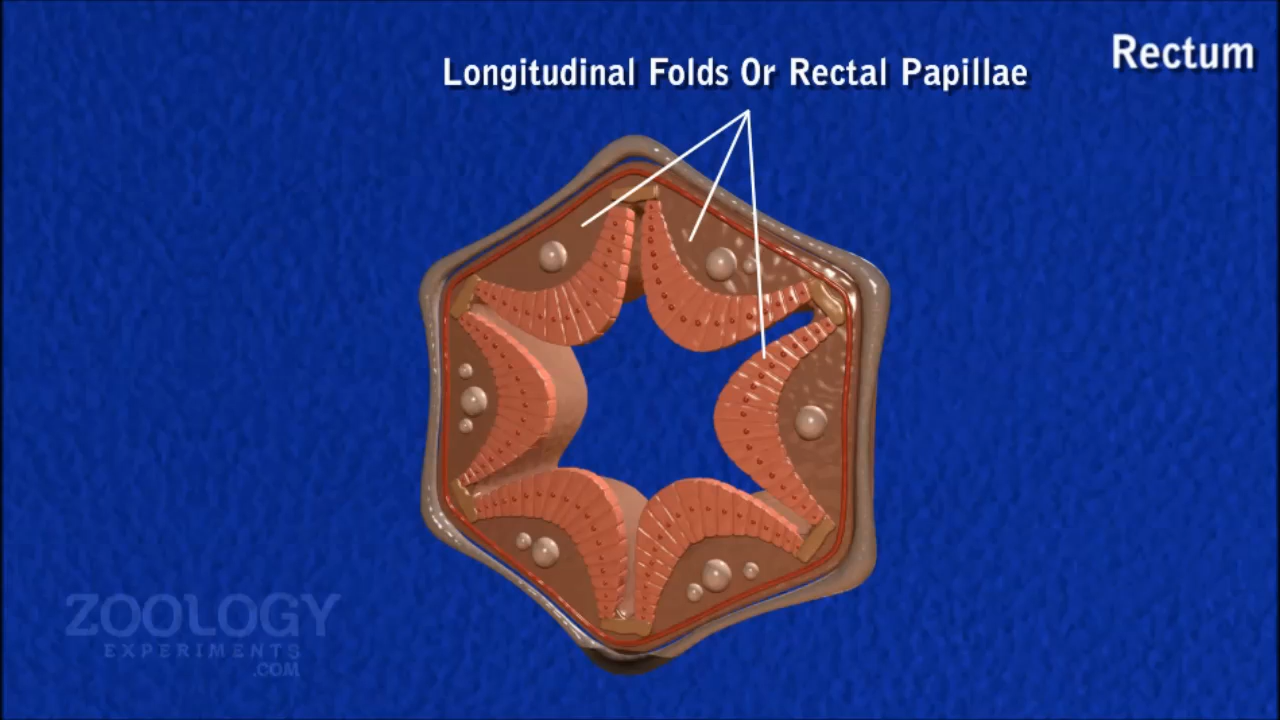 Rectum
Longitudinal Folds Or Rectal Papillae
ZOOLOGY
EXPERIMENTS
.COM